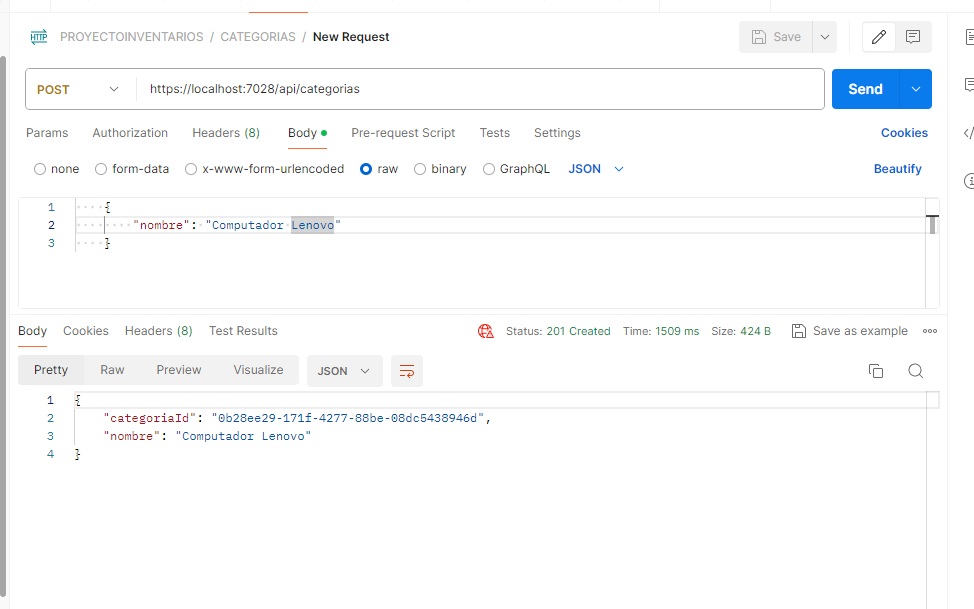 HTTP PROYECTOINVENTARIOS / CATEGORIAS / New Request Save
POST https://localhost:7028/api/categorias Send
Params Authorization Headers (8) Body Pre-request Script Tests Settings Cookies
none form-data x-www-form-urlencoded raw binary GraphQL JSON Beautify
1 {
2 "nombre": "Computador Lenovo"
3 }
Body Cookies Headers (8) Test Results Status: 201 Created Time: 1509 ms Size: 424 B Save as example
Pretty Raw Preview Visualize JSON
1 {
2 "categoriaId": "0b28ee29-171f-4277-88be-08dc5438946d",
3 "nombre": "Computador Lenovo"
4 }